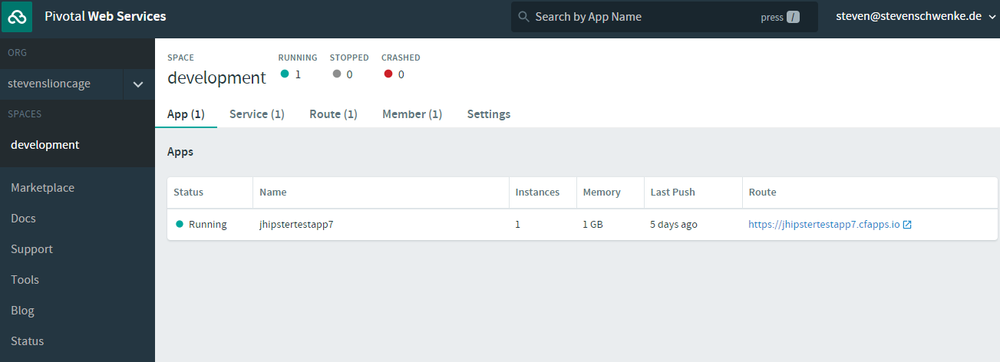 Pivotal Web Services
Search by App Name
press /
steven@stevenschwenke.de
ORG
stevenslioncage
SPACES
development
Marketplace
Docs
Support
Tools
Blog
Status
SPACE
development
RUNNING STOPPED CRASHED
1 0 0
App (1) Service (1) Route (1) Member (1) Settings
Apps
Status Name Instances Memory Last Push Route
Running jhipstertestapp7 1 1 GB 5 days ago https://jhipstertestapp7.cfapps.io